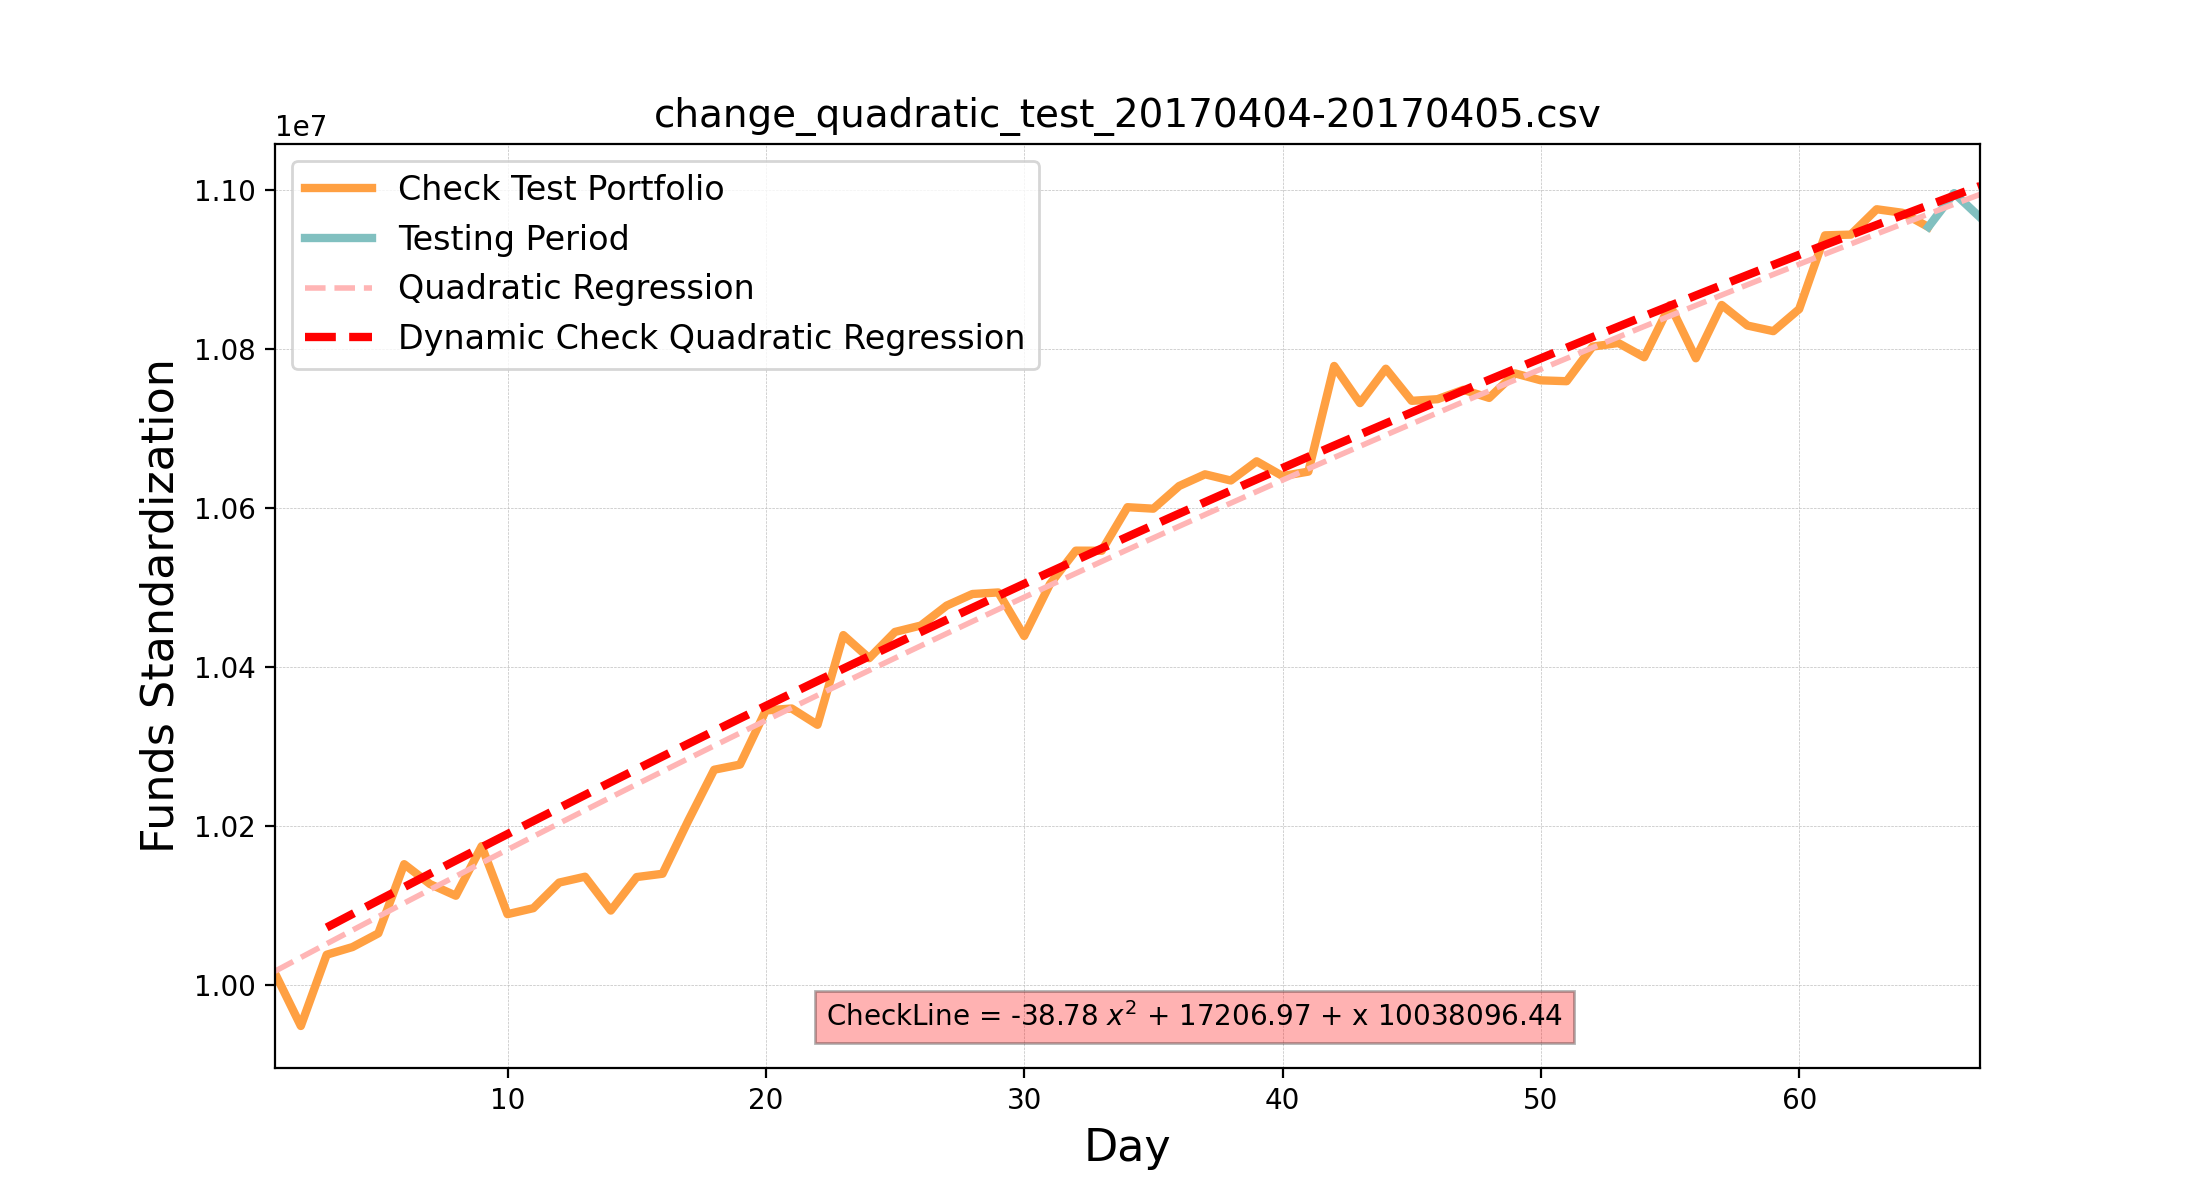 change_quadratic_test_20170404-20170405.csv
1e7
Check Test Portfolio
Testing Period
Quadratic Regression
Dynamic Check Quadratic Regression
1.10
1.08
1.06
1.04
1.02
1.00
Funds Standardization
CheckLine = -38.78 x² + 17206.97 + x 10038096.44
10 20 30 40 50 60
Day